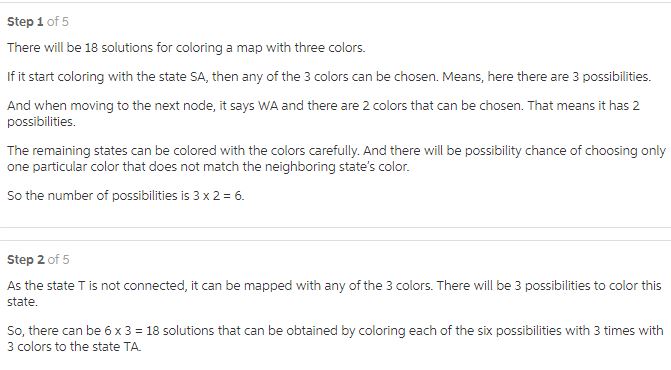 Step 1 of 5
There will be 18 solutions for coloring a map with three colors.
If it start coloring with the state SA, then any of the 3 colors can be chosen. Means, here there are 3 possibilities.
And when moving to the next node, it says WA and there are 2 colors that can be chosen. That means it has 2
possibilities.
The remaining states can be colored with the colors carefully. And there will be possibility chance of choosing only
one particular color that does not match the neighboring state's color.
So the number of possibilities is 3 x 2 = 6.
Step 2 of 5
As the state T is not connected, it can be mapped with any of the 3 colors. There will be 3 possibilities to color this
state.
So, there can be 6 x 3 = 18 solutions that can be obtained by coloring each of the six possibilities with 3 times with
3 colors to the state TA.